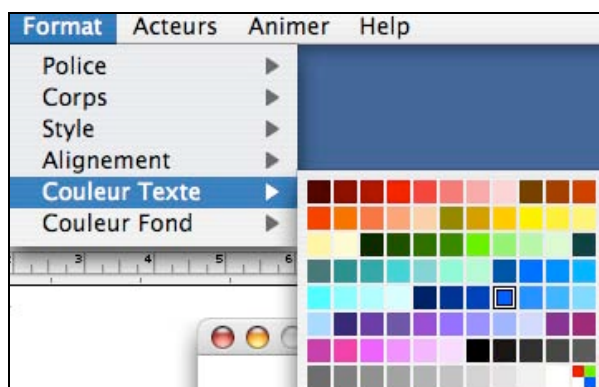 Format Acteurs Animer Help
Police
Corps
Style
Alignement
Couleur Texte
Couleur Fond
3 4 5 6